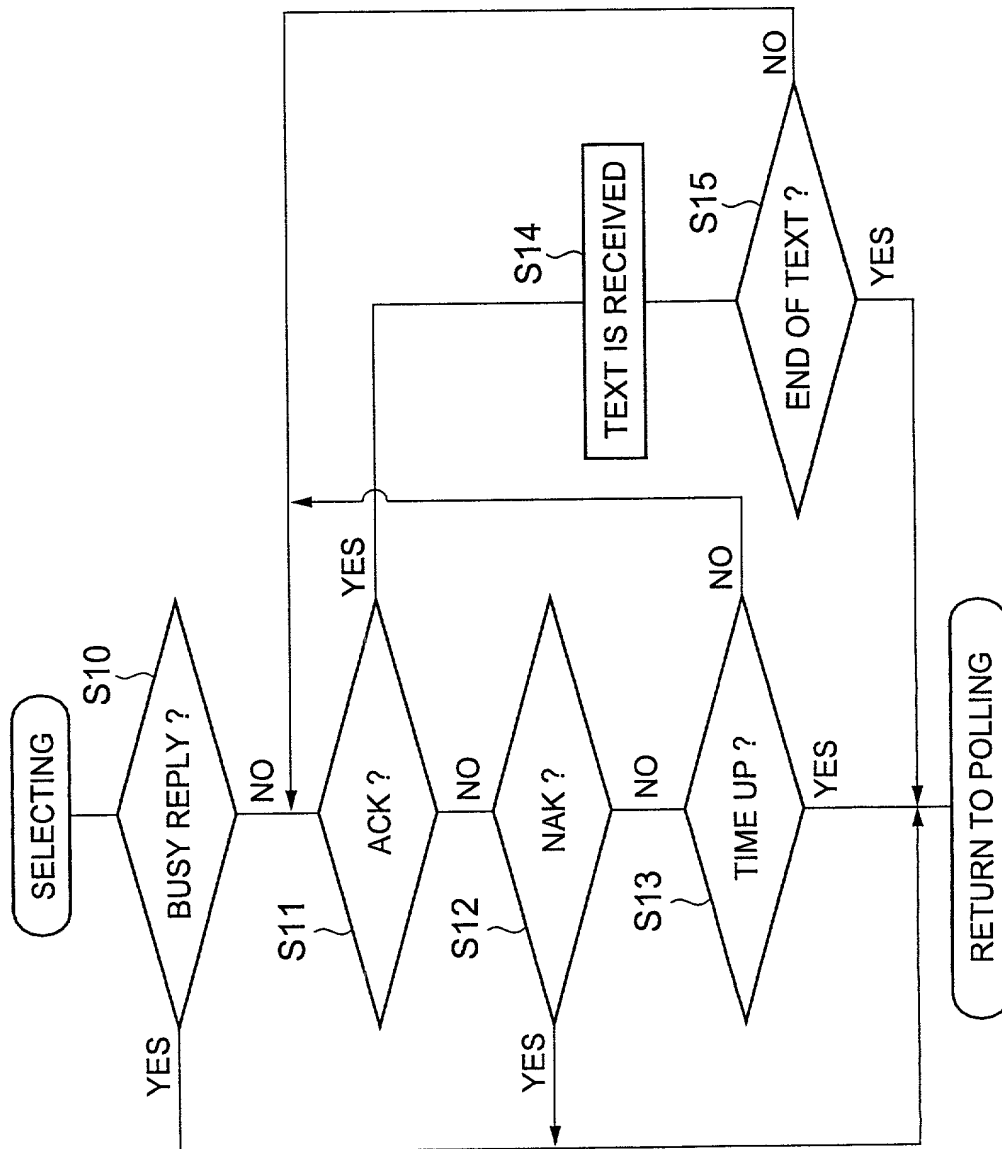 SELECTING
S10
BUSY REPLY ?
YES
NO
S11
ACK ?
YES
NO
S12
NAK ?
YES
NO
S13
TIME UP ?
NO
YES
S14
TEXT IS RECEIVED
S15
END OF TEXT ?
NO
YES
RETURN TO POLLING